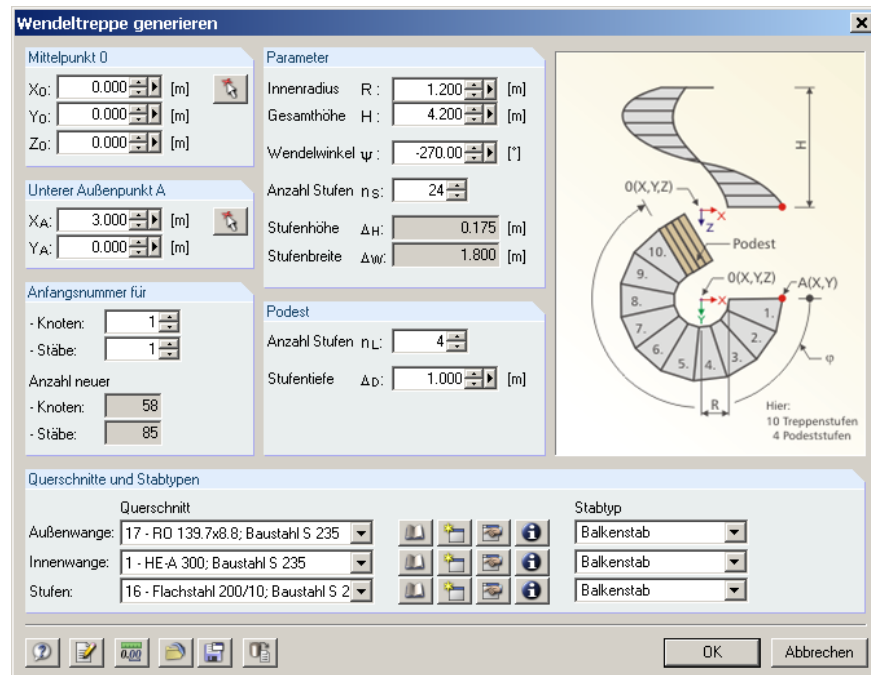 Wendeltreppe generieren
Mittelpunkt 0
XO: 0.000 [m]
YO: 0.000 [m]
ZO: 0.000 [m]
Unterer Außenpunkt A
XA: 3.000 [m]
YA: 0.000 [m]
Anfangsnummer für
- Knoten: 1
- Stäbe: 1
Anzahl neuer
- Knoten: 58
- Stäbe: 85
Parameter
Innenradius R : 1.200 [m]
Gesamthöhe H : 4.200 [m]
Wendelwinkel ψ : -270.00 [°]
Anzahl Stufen nS: 24
Stufenhöhe ΔH: 0.175 [m]
Stufenbreite ΔW: 1.800 [m]
Podest
Anzahl Stufen nL: 4
Stufentiefe ΔD: 1.000 [m]
H
0(X,Y,Z)
X
Z
Podest
0(X,Y,Z)
A(X,Y)
X
Y
10.
9.
8.
7.
6.
5.
4.
3.
2.
1.
φ
R
Hier:
10 Treppenstufen
4 Podeststufen
Querschnitte und Stabtypen
Querschnitt Stabtyp
Außenwange: 17 - RO 139.7x8.8; Baustahl S 235 Balkenstab
Innenwange: 1 - HE-A 300; Baustahl S 235 Balkenstab
Stufen: 16 - Flachstahl 200/10; Baustahl S 2 Balkenstab
0.00
OK Abbrechen